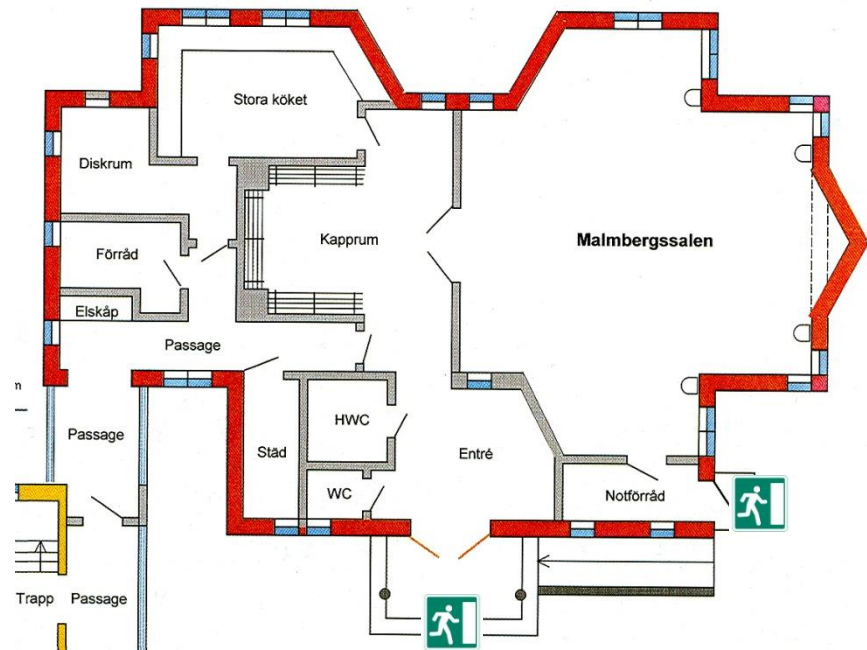 Stora köket
Diskrum
Kapprum
Malmbergssalen
Förråd
Elskåp
Passage
Passage
HWC
Städ
Entré
WC
Notförråd
Trapp
Passage